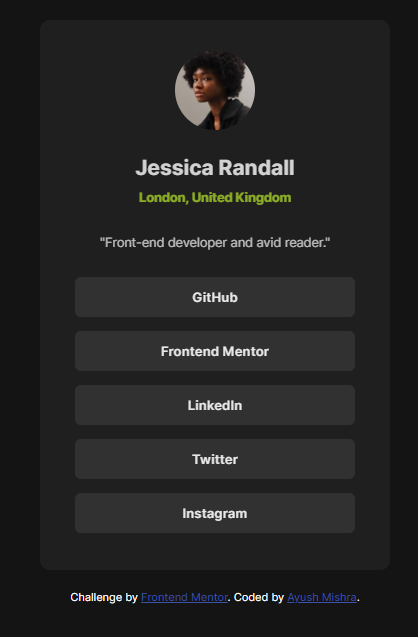 Jessica Randall
London, United Kingdom
"Front-end developer and avid reader."
GitHub
Frontend Mentor
LinkedIn
Twitter
Instagram
Challenge by Frontend Mentor. Coded by Ayush Mishra.